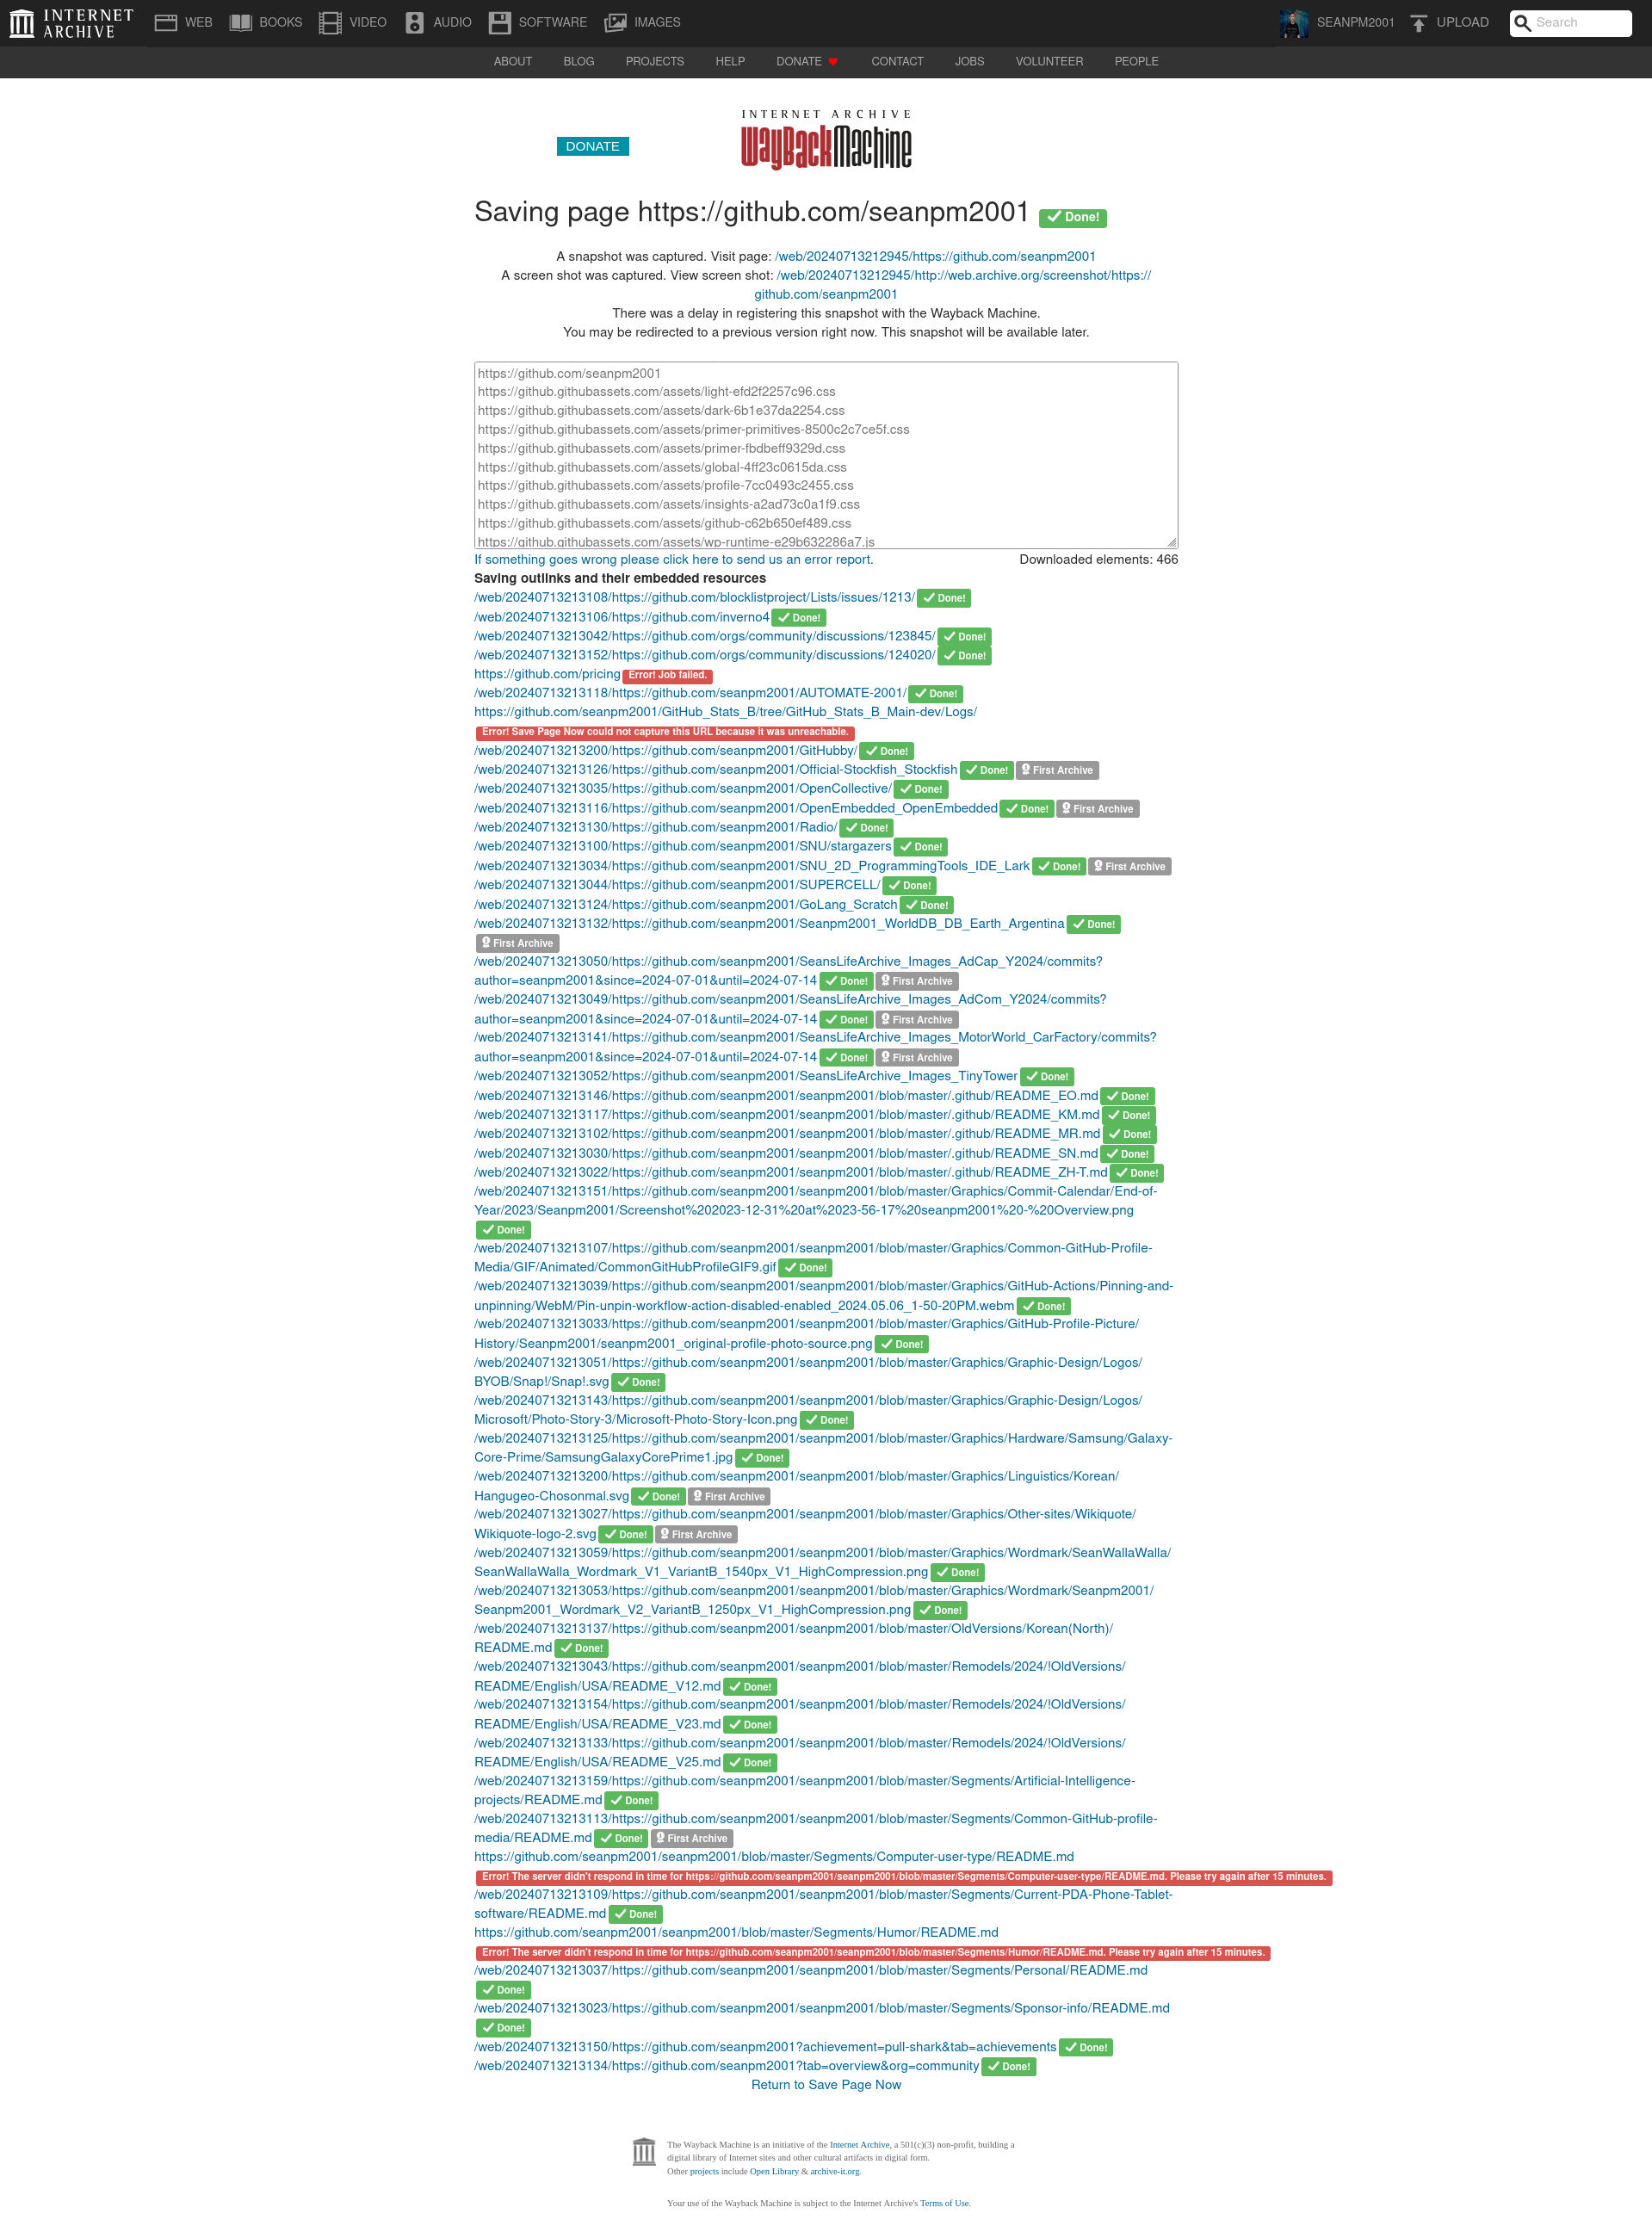 INTERNET ARCHIVE
WEB BOOKS VIDEO AUDIO SOFTWARE IMAGES SEANPM2001 UPLOAD Search
ABOUT BLOG PROJECTS HELP DONATE CONTACT JOBS VOLUNTEER PEOPLE
INTERNET ARCHIVE
DONATE WayBackMachine
Saving page https://github.com/seanpm2001 Done!
A snapshot was captured. Visit page: /web/20240713212945/https://github.com/seanpm2001
A screen shot was captured. View screen shot: /web/20240713212945/http://web.archive.org/screenshot/https://
github.com/seanpm2001
There was a delay in registering this snapshot with the Wayback Machine.
You may be redirected to a previous version right now. This snapshot will be available later.
https://github.com/seanpm2001
https://github.githubassets.com/assets/light-efd2f2257c96.css
https://github.githubassets.com/assets/dark-6b1e37da2254.css
https://github.githubassets.com/assets/primer-primitives-8500c2c7ce5f.css
https://github.githubassets.com/assets/primer-fbdbeff9329d.css
https://github.githubassets.com/assets/global-4ff23c0615da.css
https://github.githubassets.com/assets/profile-7cc0493c2455.css
https://github.githubassets.com/assets/insights-a2ad73c0a1f9.css
https://github.githubassets.com/assets/github-c62b650ef489.css
https://github.githubassets.com/assets/wp-runtime-e29b632286a7.js
If something goes wrong please click here to send us an error report. Downloaded elements: 466
Saving outlinks and their embedded resources
/web/20240713213108/https://github.com/blocklistproject/Lists/issues/1213/ Done!
/web/20240713213106/https://github.com/inverno4 Done!
/web/20240713213042/https://github.com/orgs/community/discussions/123845/ Done!
/web/20240713213152/https://github.com/orgs/community/discussions/124020/ Done!
https://github.com/pricing Error! Job failed.
/web/20240713213118/https://github.com/seanpm2001/AUTOMATE-2001/ Done!
https://github.com/seanpm2001/GitHub_Stats_B/tree/GitHub_Stats_B_Main-dev/Logs/
Error! Save Page Now could not capture this URL because it was unreachable.
/web/20240713213200/https://github.com/seanpm2001/GitHubby/ Done!
/web/20240713213126/https://github.com/seanpm2001/Official-Stockfish_Stockfish Done! First Archive
/web/20240713213035/https://github.com/seanpm2001/OpenCollective/ Done!
/web/20240713213116/https://github.com/seanpm2001/OpenEmbedded_OpenEmbedded Done! First Archive
/web/20240713213130/https://github.com/seanpm2001/Radio/ Done!
/web/20240713213100/https://github.com/seanpm2001/SNU/stargazers Done!
/web/20240713213034/https://github.com/seanpm2001/SNU_2D_ProgrammingTools_IDE_Lark Done! First Archive
/web/20240713213044/https://github.com/seanpm2001/SUPERCELL/ Done!
/web/20240713213124/https://github.com/seanpm2001/GoLang_Scratch Done!
/web/20240713213132/https://github.com/seanpm2001/Seanpm2001_WorldDB_DB_Earth_Argentina Done!
First Archive
/web/20240713213050/https://github.com/seanpm2001/SeansLifeArchive_Images_AdCap_Y2024/commits?
author=seanpm2001&since=2024-07-01&until=2024-07-14 Done! First Archive
/web/20240713213049/https://github.com/seanpm2001/SeansLifeArchive_Images_AdCom_Y2024/commits?
author=seanpm2001&since=2024-07-01&until=2024-07-14 Done! First Archive
/web/20240713213141/https://github.com/seanpm2001/SeansLifeArchive_Images_MotorWorld_CarFactory/commits?
author=seanpm2001&since=2024-07-01&until=2024-07-14 Done! First Archive
/web/20240713213052/https://github.com/seanpm2001/SeansLifeArchive_Images_TinyTower Done!
/web/20240713213146/https://github.com/seanpm2001/seanpm2001/blob/master/.github/README_EO.md Done!
/web/20240713213117/https://github.com/seanpm2001/seanpm2001/blob/master/.github/README_KM.md Done!
/web/20240713213102/https://github.com/seanpm2001/seanpm2001/blob/master/.github/README_MR.md Done!
/web/20240713213030/https://github.com/seanpm2001/seanpm2001/blob/master/.github/README_SN.md Done!
/web/20240713213022/https://github.com/seanpm2001/seanpm2001/blob/master/.github/README_ZH-T.md Done!
/web/20240713213151/https://github.com/seanpm2001/seanpm2001/blob/master/Graphics/Commit-Calendar/End-of-
Year/2023/Seanpm2001/Screenshot%202023-12-31%20at%2023-56-17%20seanpm2001%20-%20Overview.png
Done!
/web/20240713213107/https://github.com/seanpm2001/seanpm2001/blob/master/Graphics/Common-GitHub-Profile-
Media/GIF/Animated/CommonGitHubProfileGIF9.gif Done!
/web/20240713213039/https://github.com/seanpm2001/seanpm2001/blob/master/Graphics/GitHub-Actions/Pinning-and-
unpinning/WebM/Pin-unpin-workflow-action-disabled-enabled_2024.05.06_1-50-20PM.webm Done!
/web/20240713213033/https://github.com/seanpm2001/seanpm2001/blob/master/Graphics/GitHub-Profile-Picture/
History/Seanpm2001/seanpm2001_original-profile-photo-source.png Done!
/web/20240713213051/https://github.com/seanpm2001/seanpm2001/blob/master/Graphics/Graphic-Design/Logos/
BYOB/Snap!/Snap!.svg Done!
/web/20240713213143/https://github.com/seanpm2001/seanpm2001/blob/master/Graphics/Graphic-Design/Logos/
Microsoft/Photo-Story-3/Microsoft-Photo-Story-Icon.png Done!
/web/20240713213125/https://github.com/seanpm2001/seanpm2001/blob/master/Graphics/Hardware/Samsung/Galaxy-
Core-Prime/SamsungGalaxyCorePrime1.jpg Done!
/web/20240713213200/https://github.com/seanpm2001/seanpm2001/blob/master/Graphics/Linguistics/Korean/
Hangugeo-Chosonmal.svg Done! First Archive
/web/20240713213027/https://github.com/seanpm2001/seanpm2001/blob/master/Graphics/Other-sites/Wikiquote/
Wikiquote-logo-2.svg Done! First Archive
/web/20240713213059/https://github.com/seanpm2001/seanpm2001/blob/master/Graphics/Wordmark/SeanWallaWalla/
SeanWallaWalla_Wordmark_V1_VariantB_1540px_V1_HighCompression.png Done!
/web/20240713213053/https://github.com/seanpm2001/seanpm2001/blob/master/Graphics/Wordmark/Seanpm2001/
Seanpm2001_Wordmark_V2_VariantB_1250px_V1_HighCompression.png Done!
/web/20240713213137/https://github.com/seanpm2001/seanpm2001/blob/master/OldVersions/Korean(North)/
README.md Done!
/web/20240713213043/https://github.com/seanpm2001/seanpm2001/blob/master/Remodels/2024/!OldVersions/
README/English/USA/README_V12.md Done!
/web/20240713213154/https://github.com/seanpm2001/seanpm2001/blob/master/Remodels/2024/!OldVersions/
README/English/USA/README_V23.md Done!
/web/20240713213133/https://github.com/seanpm2001/seanpm2001/blob/master/Remodels/2024/!OldVersions/
README/English/USA/README_V25.md Done!
/web/20240713213159/https://github.com/seanpm2001/seanpm2001/blob/master/Segments/Artificial-Intelligence-
projects/README.md Done!
/web/20240713213113/https://github.com/seanpm2001/seanpm2001/blob/master/Segments/Common-GitHub-profile-
media/README.md Done! First Archive
https://github.com/seanpm2001/seanpm2001/blob/master/Segments/Computer-user-type/README.md
Error! The server didn't respond in time for https://github.com/seanpm2001/seanpm2001/blob/master/Segments/Computer-user-type/README.md. Please try again after 15 minutes.
/web/20240713213109/https://github.com/seanpm2001/seanpm2001/blob/master/Segments/Current-PDA-Phone-Tablet-
software/README.md Done!
https://github.com/seanpm2001/seanpm2001/blob/master/Segments/Humor/README.md
Error! The server didn't respond in time for https://github.com/seanpm2001/seanpm2001/blob/master/Segments/Humor/README.md. Please try again after 15 minutes.
/web/20240713213037/https://github.com/seanpm2001/seanpm2001/blob/master/Segments/Personal/README.md
Done!
/web/20240713213023/https://github.com/seanpm2001/seanpm2001/blob/master/Segments/Sponsor-info/README.md
Done!
/web/20240713213150/https://github.com/seanpm2001?achievement=pull-shark&tab=achievements Done!
/web/20240713213134/https://github.com/seanpm2001?tab=overview&org=community Done!
Return to Save Page Now
The Wayback Machine is an initiative of the Internet Archive, a 501(c)(3) non-profit, building a
digital library of Internet sites and other cultural artifacts in digital form.
Other projects include Open Library & archive-it.org.
Your use of the Wayback Machine is subject to the Internet Archive's Terms of Use.